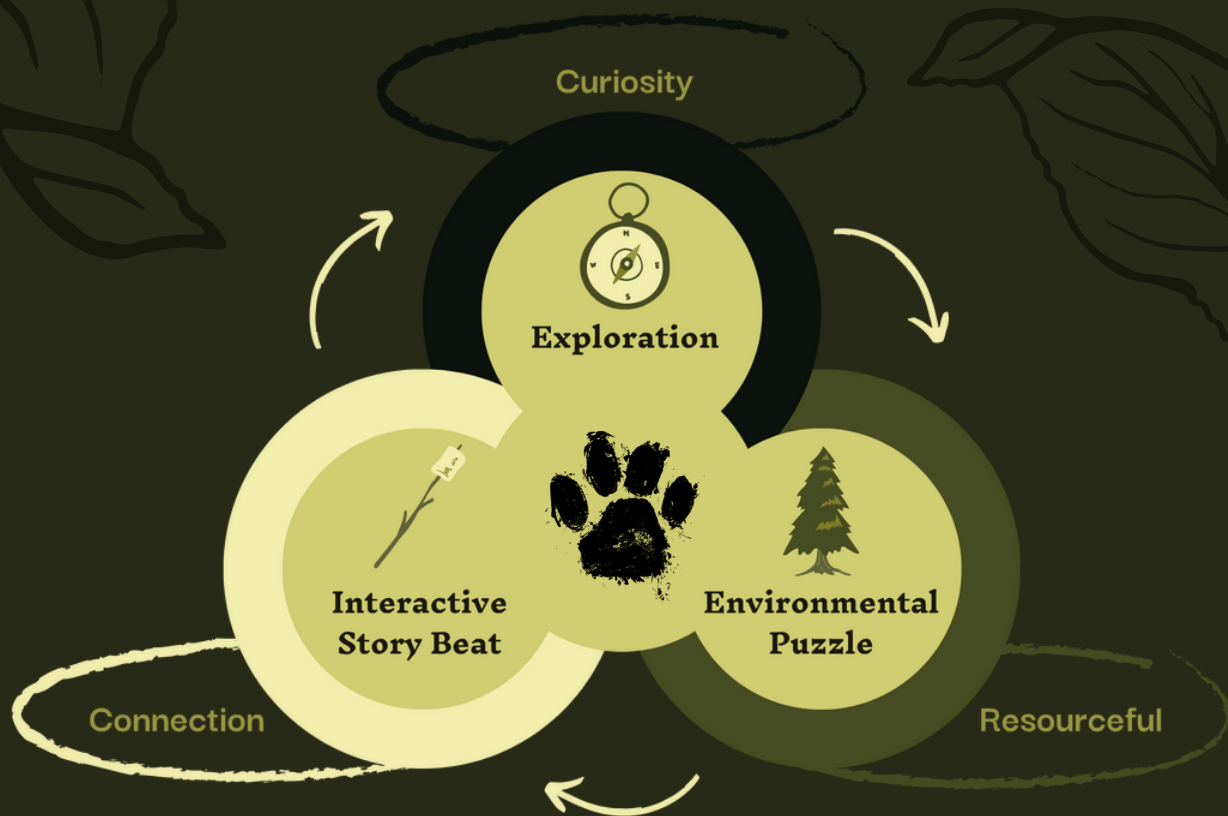 Curiosity
N
W E
S
Exploration
Interactive
Story Beat
Environmental
Puzzle
Connection
Resourceful